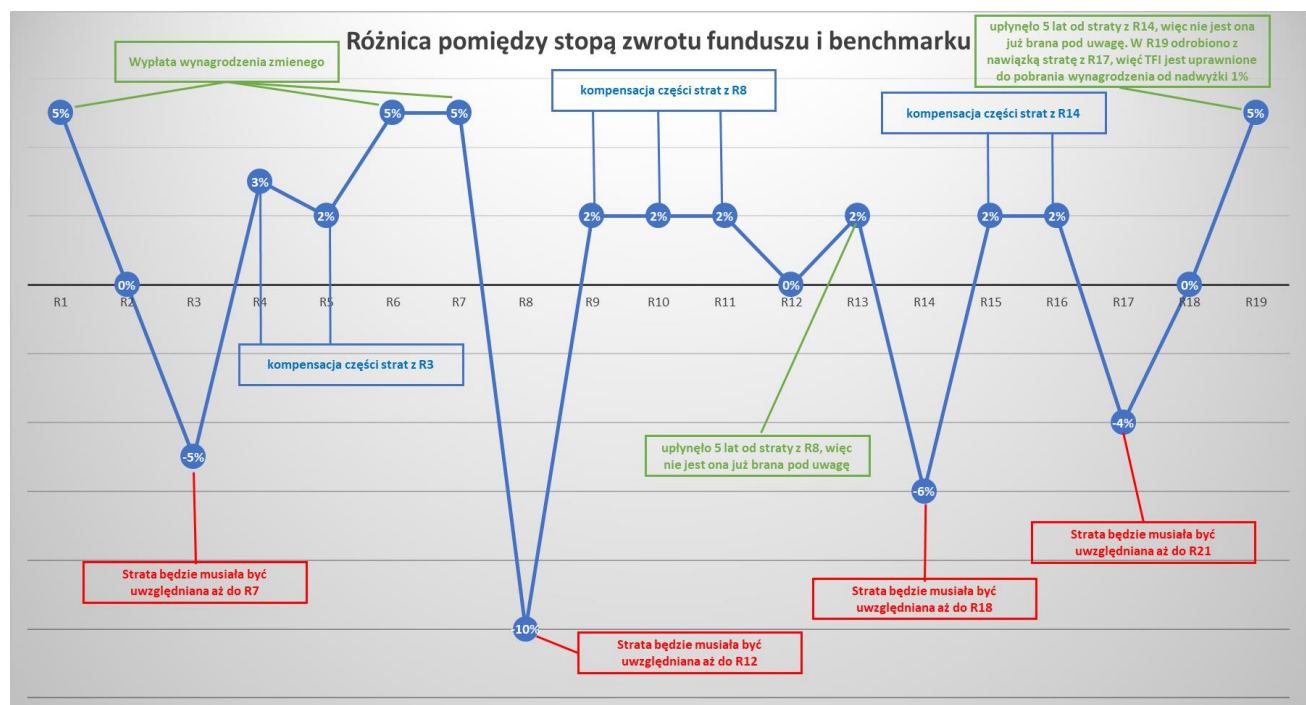 Różnica pomiędzy stopą zwrotu funduszu i benchmarku
upłynęło 5 lat od straty z R14, więc nie jest ona
już brana pod uwagę. W R19 odrobiono z
nawiązką stratę z R17, więc TFI jest uprawnione
do pobrania wynagrodzenia od nadwyżki 1%
Wypłata wynagrodzenia zmienego
kompensacja części strat z R8
kompensacja części strat z R14
5%
0%
-5%
3%
2%
5%
5%
-10%
2%
2%
2%
0%
2%
-6%
2%
2%
-4%
0%
5%
R1
R2
R3
R4
R5
R6
R7
R8
R9
R10
R11
R12
R13
R14
R15
R16
R17
R18
R19
kompensacja części strat z R3
upłynęło 5 lat od straty z R8, więc
nie jest ona już brana pod uwagę
Strata będzie musiała być
uwzględniana aż do R7
Strata będzie musiała być
uwzględniana aż do R12
Strata będzie musiała być
uwzględniana aż do R18
Strata będzie musiała być
uwzględniana aż do R21